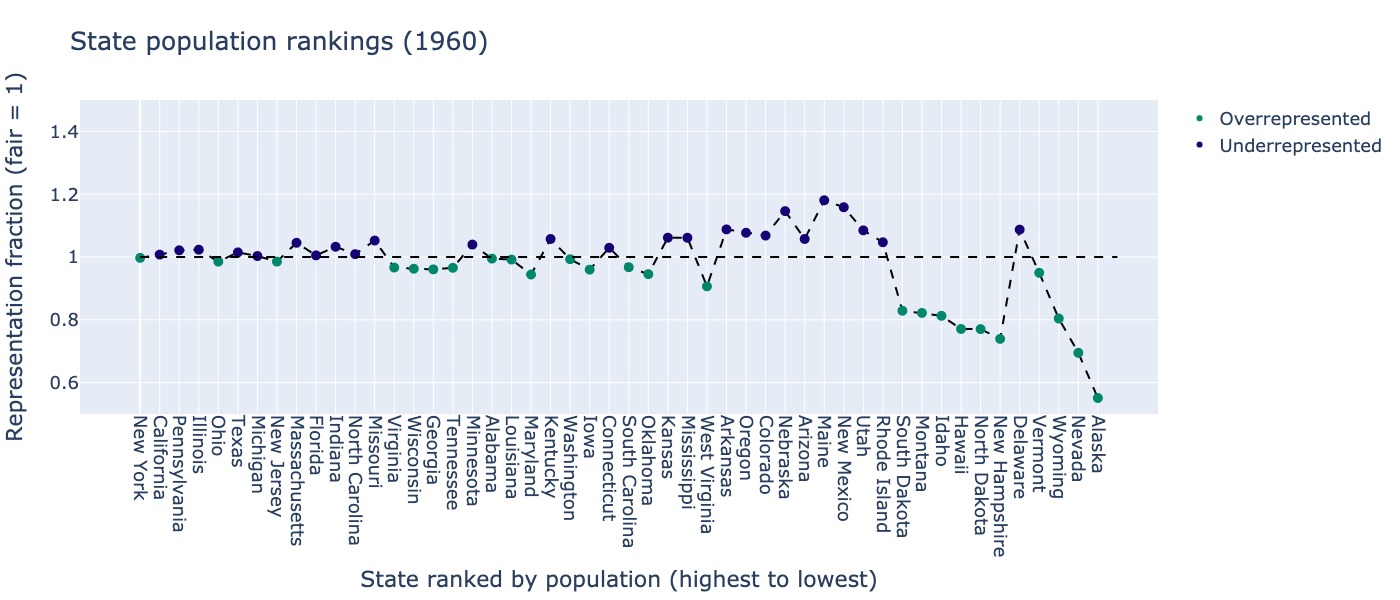 State population rankings (1960)
Representation fraction (fair = 1)
1.4
1.2
1
0.8
0.6
Overrepresented
Underrepresented
New York
California
Pennsylvania
Illinois
Ohio
Texas
Michigan
New Jersey
Massachusetts
Florida
Indiana
North Carolina
Missouri
Virginia
Wisconsin
Georgia
Tennessee
Minnesota
Alabama
Louisiana
Maryland
Kentucky
Washington
Iowa
Connecticut
South Carolina
Oklahoma
Kansas
Mississippi
West Virginia
Arkansas
Oregon
Colorado
Nebraska
Arizona
Maine
New Mexico
Utah
Rhode Island
South Dakota
Montana
Idaho
Hawaii
North Dakota
New Hampshire
Delaware
Vermont
Wyoming
Nevada
Alaska
State ranked by population (highest to lowest)